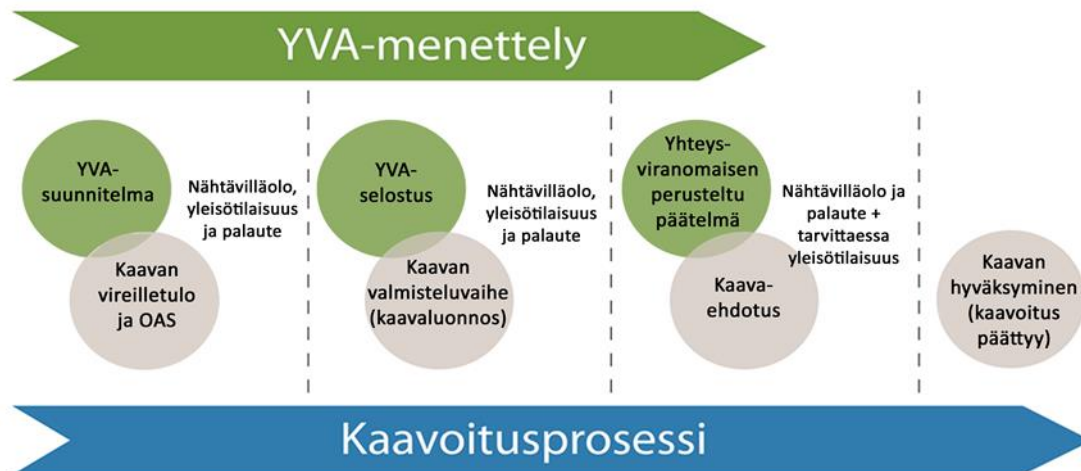 YVA-menettely
YVA-
suunnitelma
Nähtävilläolo,
yleisötilaisuus
ja palaute
Kaavan
vireilletulo
ja OAS
YVA-
selostus
Nähtävilläolo,
yleisötilaisuus
ja palaute
Kaavan
valmisteluvaihe
(kaavaluonnos)
Yhteys-
viranomaisen
perusteltu
päätelmä
Nähtävilläolo ja
palaute +
tarvittaessa
yleisötilaisuus
Kaava-
ehdotus
Kaavan
hyväksyminen
(kaavoitus
päättyy)
Kaavoitusprosessi